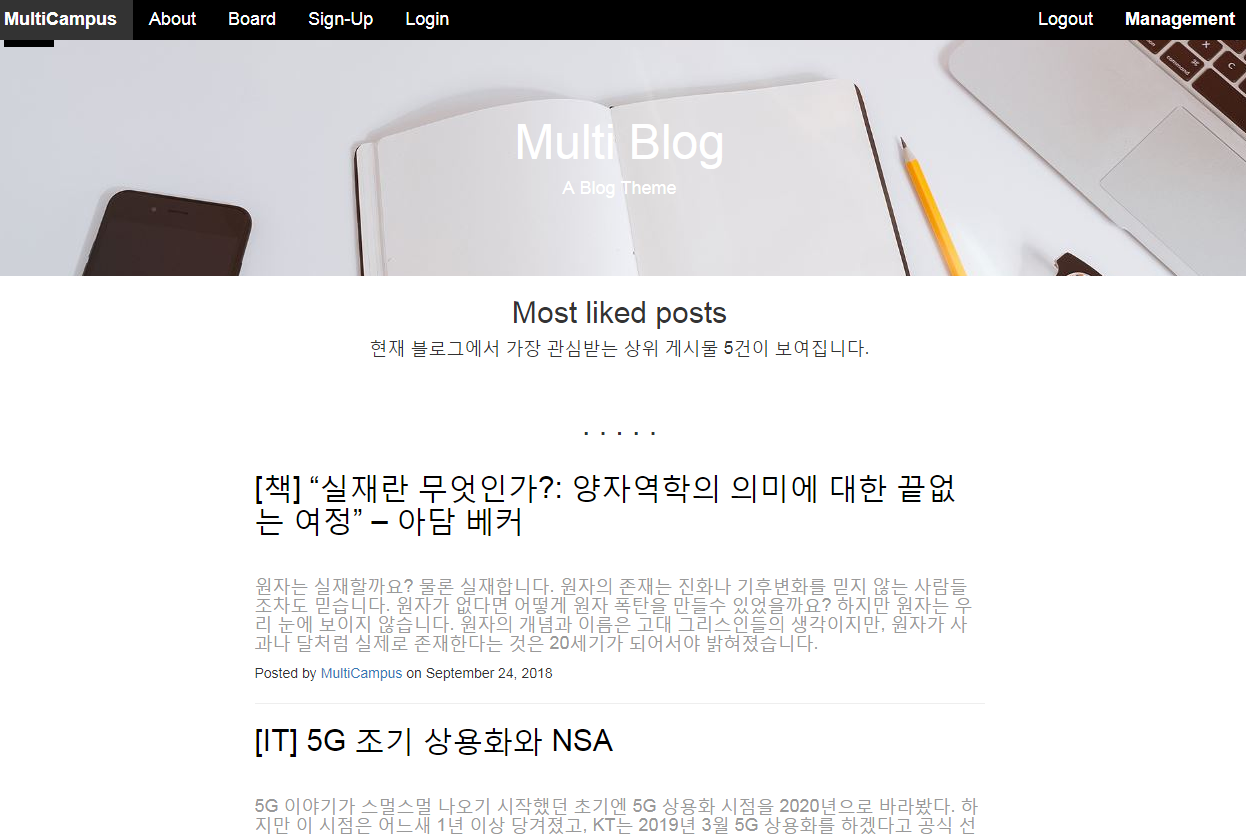 MultiCampus About Board Sign-Up Login Logout Management
command ⌘ X C
Multi Blog
A Blog Theme
Most liked posts
현재 블로그에서 가장 관심받는 상위 게시물 5건이 보여집니다.
. . . . .
[책] “실재란 무엇인가?: 양자역학의 의미에 대한 끝없
는 여정” – 아담 베커
원자는 실재할까요? 물론 실재합니다. 원자의 존재는 진화나 기후변화를 믿지 않는 사람들
조차도 믿습니다. 원자가 없다면 어떻게 원자 폭탄을 만들수 있었을까요? 하지만 원자는 우
리 눈에 보이지 않습니다. 원자의 개념과 이름은 고대 그리스인들의 생각이지만, 원자가 사
과나 달처럼 실제로 존재한다는 것은 20세기가 되어서야 밝혀졌습니다.
Posted by MultiCampus on September 24, 2018
[IT] 5G 조기 상용화와 NSA
5G 이야기가 스멀스멀 나오기 시작했던 초기엔 5G 상용화 시점을 2020년으로 바라봤다. 하
지만 이 시점은 어느새 1년 이상 당겨졌고, KT는 2019년 3월 5G 상용화를 하겠다고 공식 선